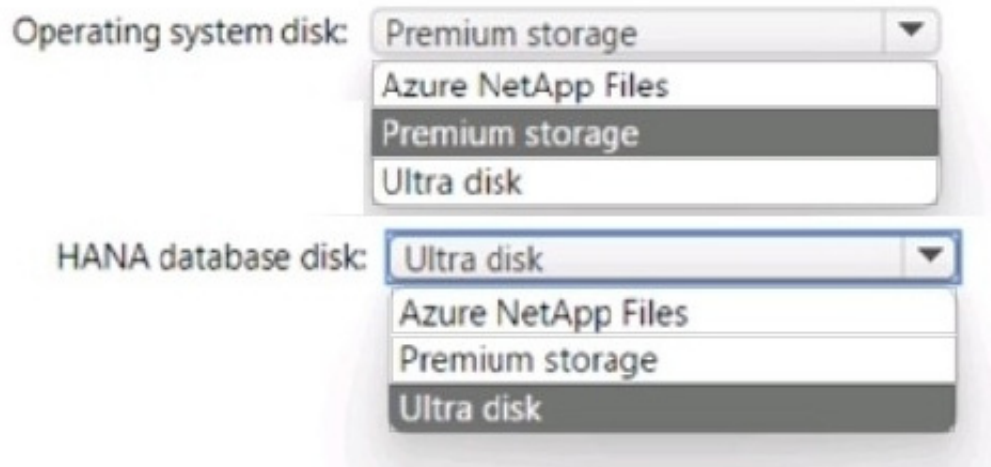 Operating system disk: Premium storage
Azure NetApp Files
Premium storage
Ultra disk
HANA database disk: Ultra disk
Azure NetApp Files
Premium storage
Ultra disk